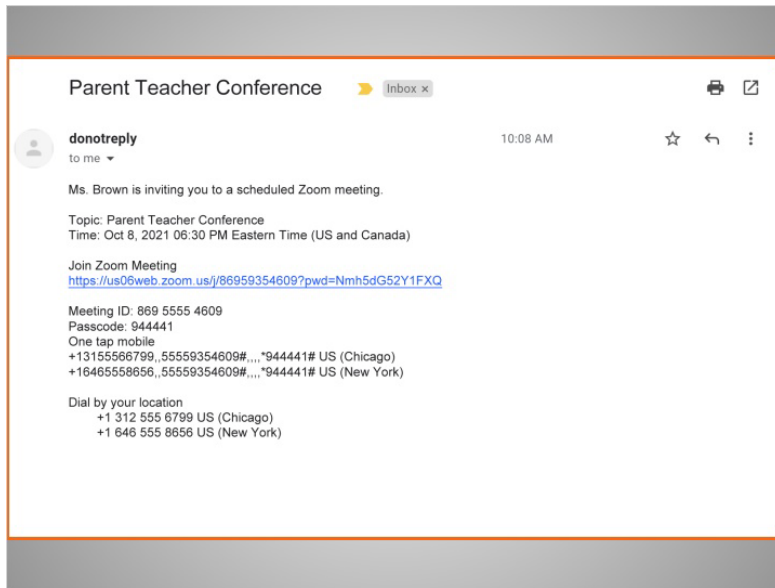 Parent Teacher Conference Inbox ×
donotreply 10:08 AM
to me
Ms. Brown is inviting you to a scheduled Zoom meeting.
Topic: Parent Teacher Conference
Time: Oct 8, 2021 06:30 PM Eastern Time (US and Canada)
Join Zoom Meeting
https://us06web.zoom.us/j/86959354609?pwd=Nmh5dG52Y1FXQ
Meeting ID: 869 5555 4609
Passcode: 944441
One tap mobile
+13155566799,,55559354609#,,,,*944441# US (Chicago)
+16465558656,,55559354609#,,,,*944441# US (New York)
Dial by your location
+1 312 555 6799 US (Chicago)
+1 646 555 8656 US (New York)